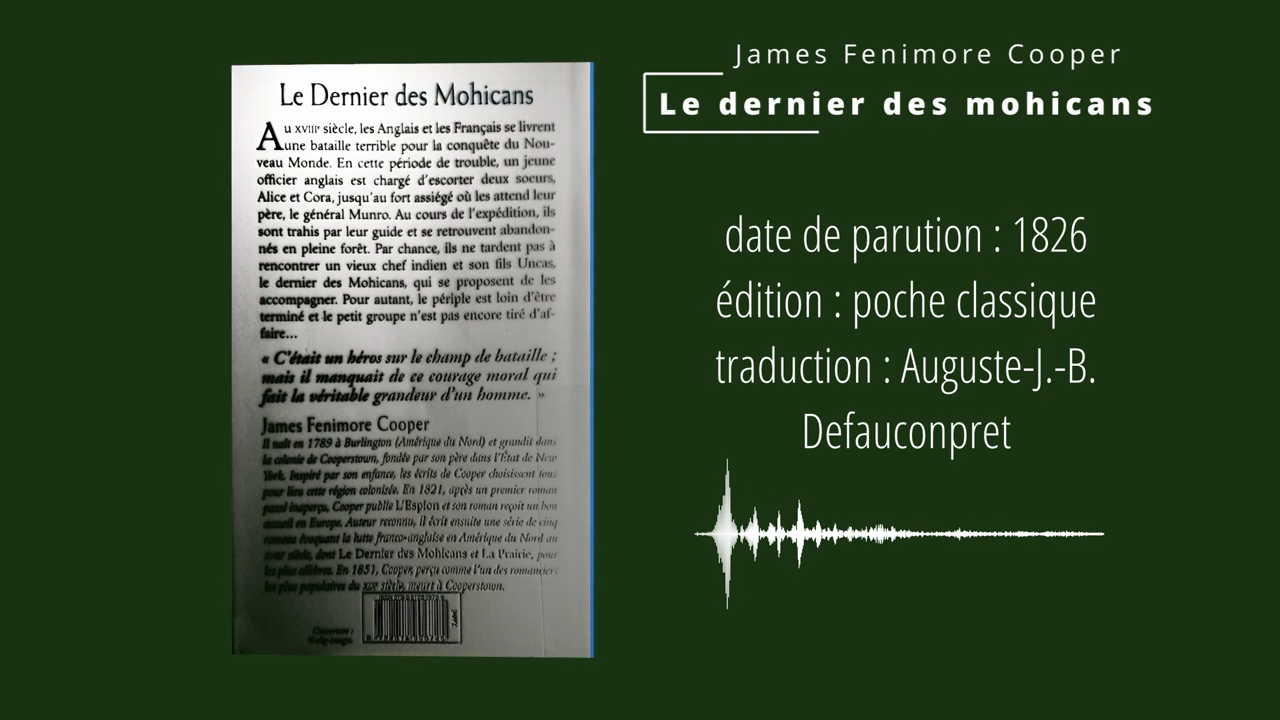 Le Dernier des Mohicans
Au XVIIIe siècle, les Anglais et les Français se livrent
une bataille terrible pour la conquête du Nou-
veau Monde. En cette période de trouble, un jeune
officier anglais est chargé d'escorter deux soeurs,
Alice et Cora, jusqu'au fort assiégé où les attend leur
père, le général Munro. Au cours de l'expédition, ils
sont trahis par leur guide et se retrouvent abandon-
nés en pleine forêt. Par chance, ils ne tardent pas à
rencontrer un vieux chef indien et son fils Uncas,
le dernier des Mohicans, qui se proposent de les
accompagner. Pour autant, le périple est loin d'être
terminé et le petit groupe n'est pas encore tiré d'af-
faire...
« C'était un héros sur le champ de bataille ;
mais il manquait de ce courage moral qui
fait la véritable grandeur d'un homme. »
James Fenimore Cooper
Il naît en 1789 à Burlington (Amérique du Nord) et grandit dans
la colonie de Cooperstown, fondée par son père dans l'État de New
York. Inspiré par son enfance, les écrits de Cooper choisissent tous
pour lieu cette région colonisée. En 1821, après un premier roman
passé inaperçu, Cooper publie L'Espion et son roman reçoit un bon
accueil en Europe. Auteur reconnu, il écrit ensuite une série de cinq
romans évoquant la lutte franco-anglaise en Amérique du Nord au
XVIIIe siècle, dont Le Dernier des Mohicans et La Prairie, pour
les plus célèbres. En 1851, Cooper, perçu comme l'un des romanciers
les plus populaires du XIXe siècle, meurt à Cooperstown.
Couverture :
James Fenimore Cooper
Le dernier des mohicans
date de parution : 1826
édition : poche classique
traduction : Auguste-J.-B.
Defauconpret